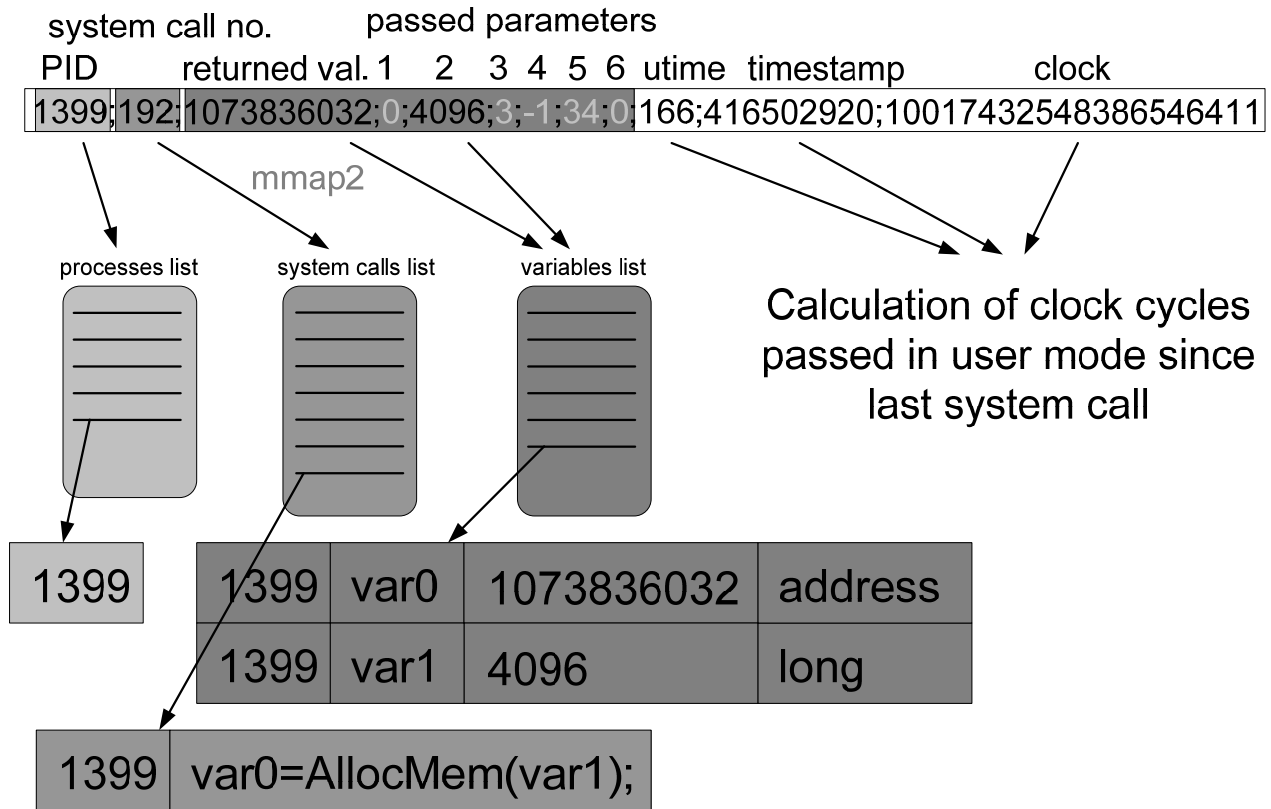 system call no. passed parameters
PID returned val. 1 2 3 4 5 6 utime timestamp clock
1399;192;1073836032;0;4096;3;-1;34;0;166;416502920;10017432548386546411
mmap2
processes list system calls list variables list
Calculation of clock cycles
passed in user mode since
last system call
1399
1399 var0 1073836032 address
1399 var1 4096 long
1399 var0=AllocMem(var1);